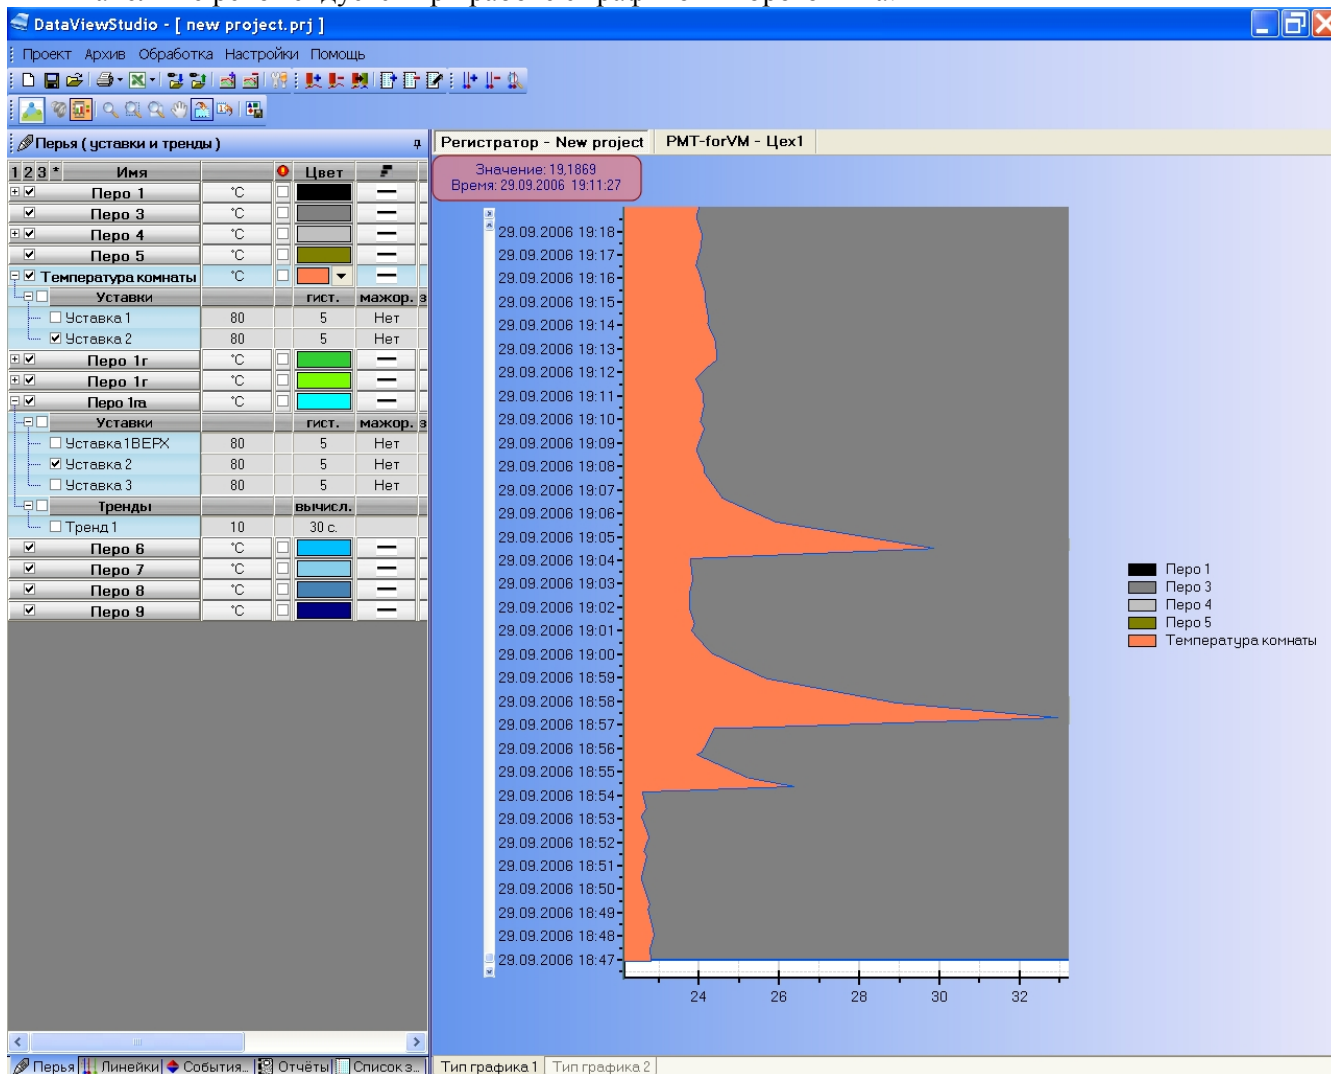 DataViewStudio - [ new project.prj ]
Проект Архив Обработка Настройки Помощь
Перья ( уставки и тренды )
1 2 3 * Имя Цвет
Перо 1 °C
Перо 3 °C
Перо 4 °C
Перо 5 °C
Температура комнаты °C
Уставки гист. мажор. з
Уставка 1 80 5 Нет
Уставка 2 80 5 Нет
Перо 1г °C
Перо 1г °C
Перо 1га °C
Уставки гист. мажор. з
Уставка1ВЕРХ 80 5 Нет
Уставка 2 80 5 Нет
Уставка 3 80 5 Нет
Тренды вычисл.
Тренд 1 10 30 с.
Перо 6 °C
Перо 7 °C
Перо 8 °C
Перо 9 °C
Перья Линейки События... Отчёты Список з...
Регистратор - New project PMT-forVM - Цех1
Значение: 19,1869
Время: 29.09.2006 19:11:27
29.09.2006 19:18
29.09.2006 19:17
29.09.2006 19:16
29.09.2006 19:15
29.09.2006 19:14
29.09.2006 19:13
29.09.2006 19:12
29.09.2006 19:11
29.09.2006 19:10
29.09.2006 19:09
29.09.2006 19:08
29.09.2006 19:07
29.09.2006 19:06
29.09.2006 19:05
29.09.2006 19:04
29.09.2006 19:03
29.09.2006 19:02
29.09.2006 19:01
29.09.2006 19:00
29.09.2006 18:59
29.09.2006 18:58
29.09.2006 18:57
29.09.2006 18:56
29.09.2006 18:55
29.09.2006 18:54
29.09.2006 18:53
29.09.2006 18:52
29.09.2006 18:51
29.09.2006 18:50
29.09.2006 18:49
29.09.2006 18:48
29.09.2006 18:47
24 26 28 30 32
Перо 1
Перо 3
Перо 4
Перо 5
Температура комнаты
Тип графика 1 Тип графика 2